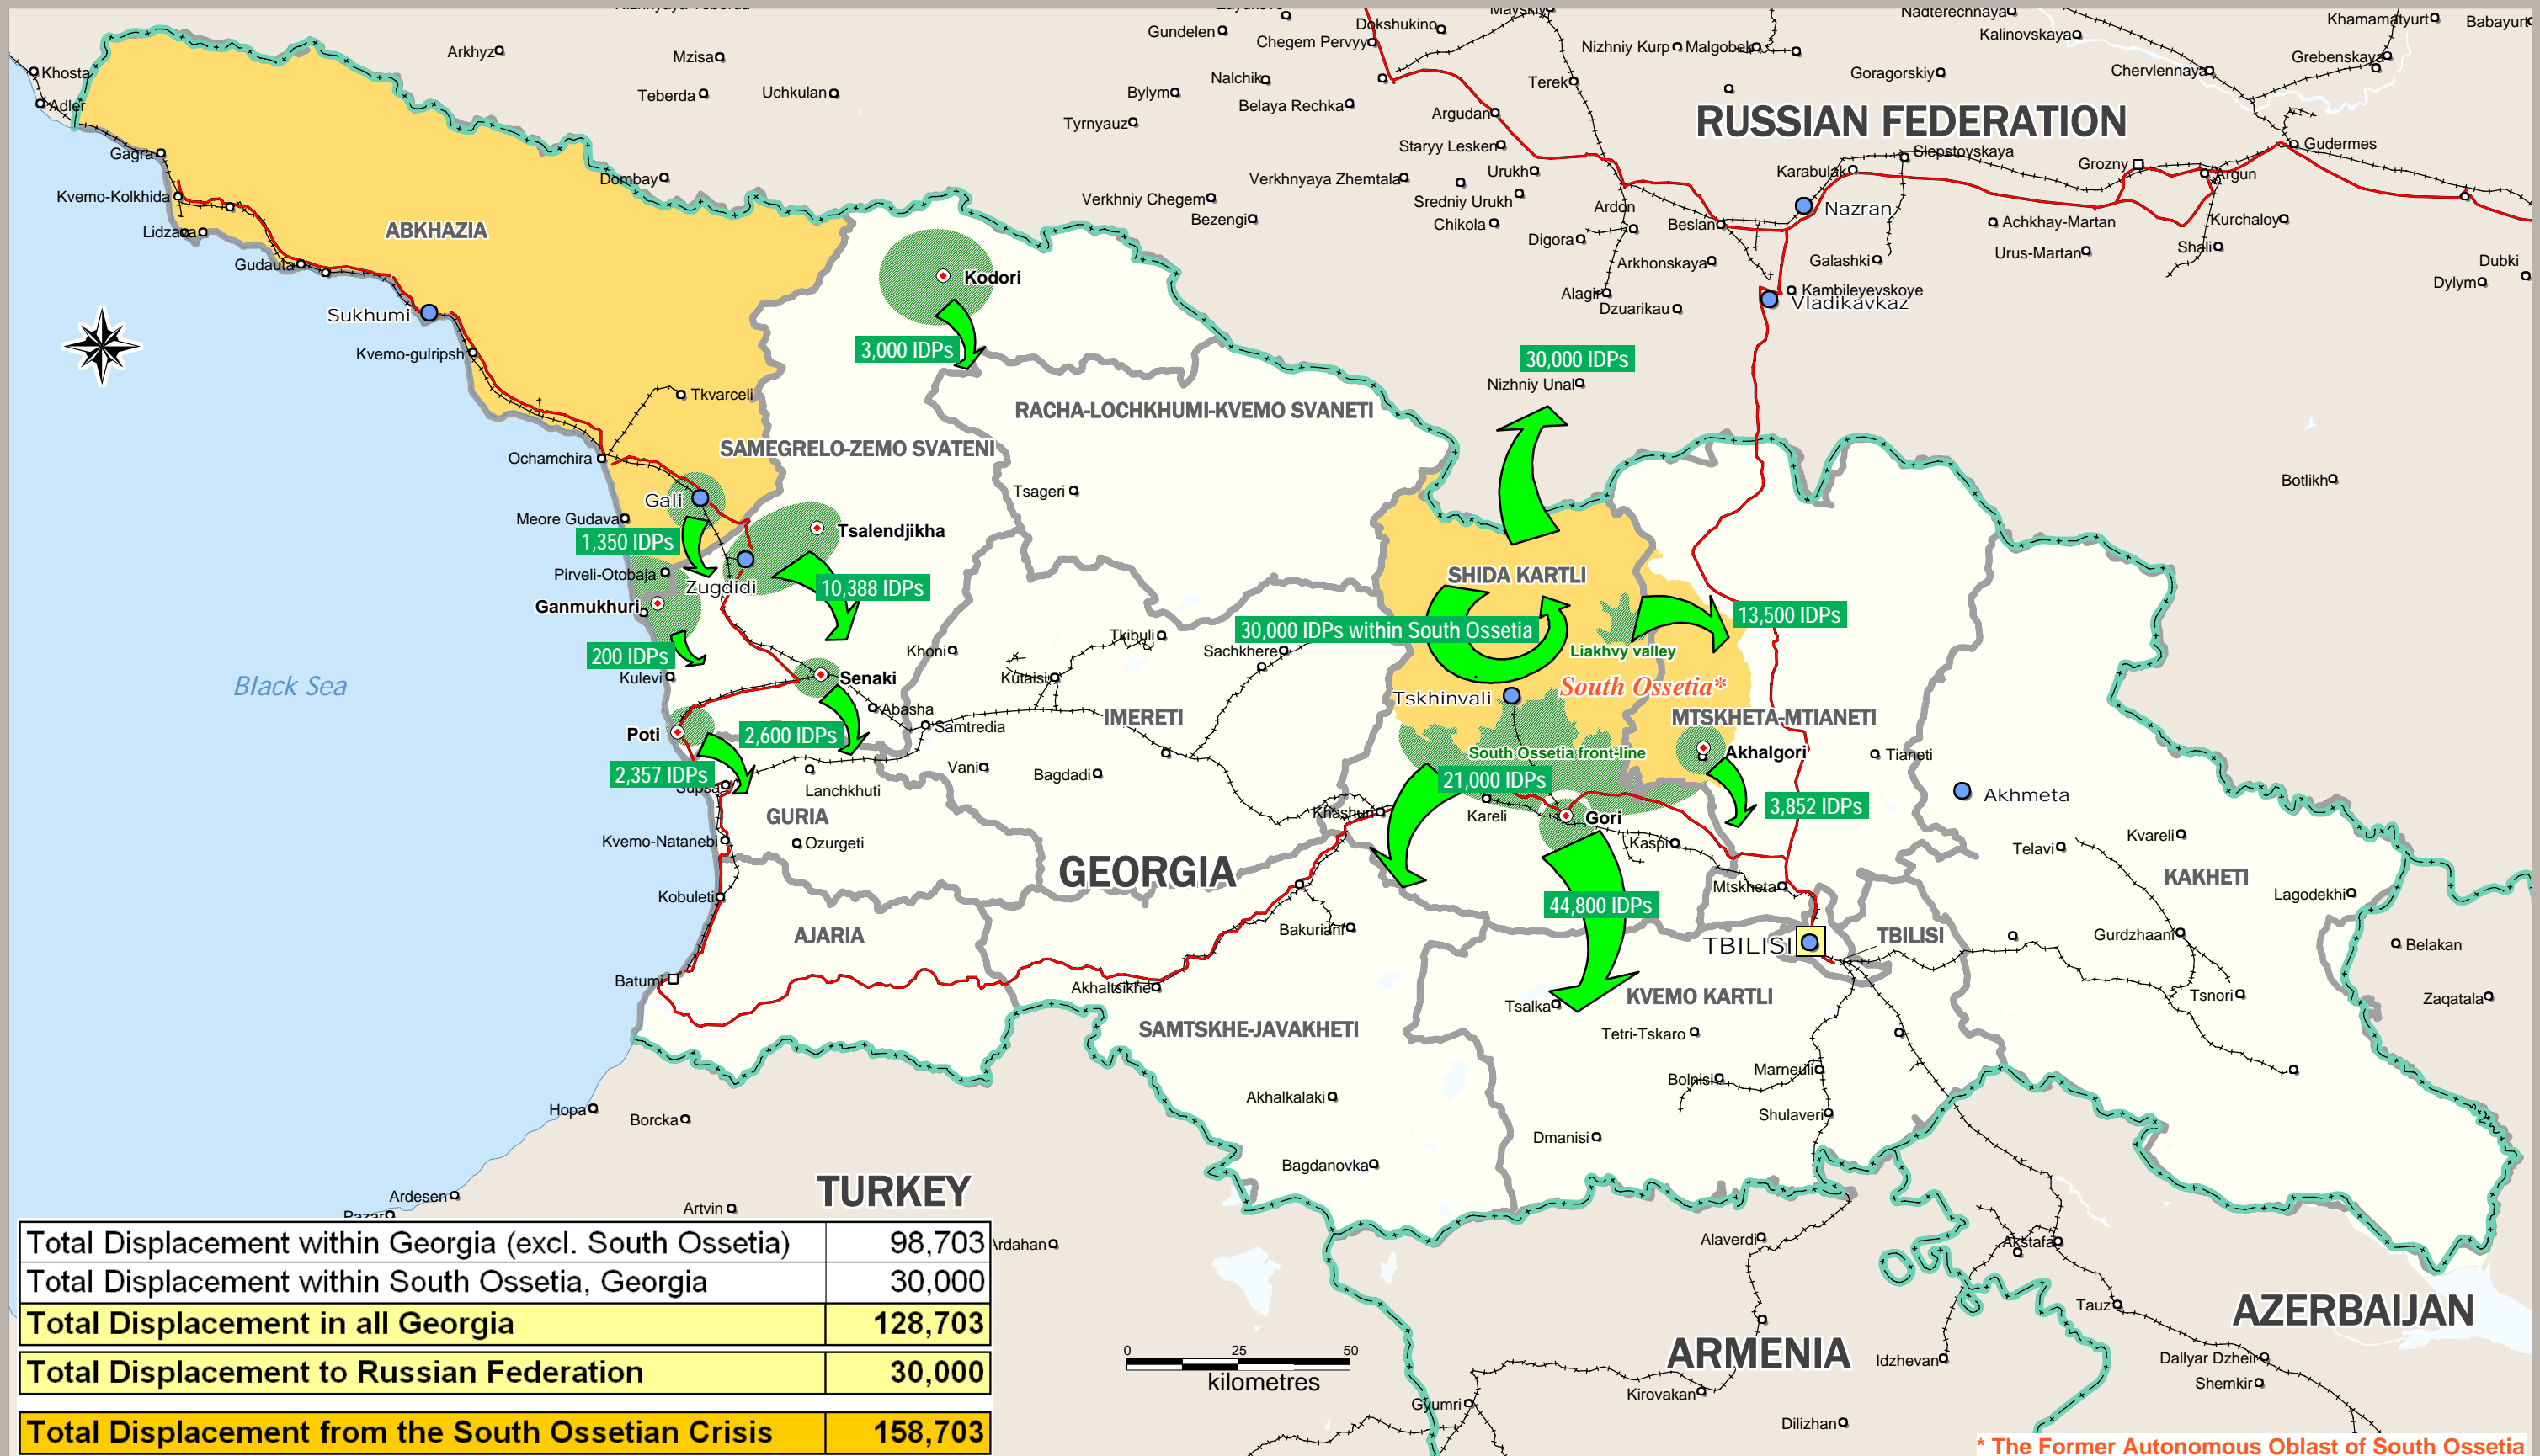 Arkhyz
Mzisa
Teberda
Uchkulan
Khosta
Adler
Gagra
Kvemo-Kolkhida
Lidzava
Gudauta
Dombay
ABKHAZIA
Sukhumi
Kvemo-gulripsh
Tkvarceli
Ochamchira
Gali
Meore Gudava
1,350 IDPs
Pirveli-Otobaja
Ganmukhuri
Zugdidi
200 IDPs
Kulevi
Poti
2,357 IDPs
Supsa
Kvemo-Natanebi
Kobuleti
Batumi
Black Sea
Gundelen
Dokshukino
Chegem Pervyy
Nalchik
Bylym
Belaya Rechka
Tyrnyauz
Verkhnyaya Zhemtala
Verkhniy Chegem
Bezengi
Mayskiy
Terek
Argudan
Staryy Lesken
Urukh
Sredniy Urukh
Chikola
Ardon
Digora
Arkhonskaya
Alagir
Dzuarikau
Nizhniy Kurp
Malgobek
Nadterechnaya
Kalinovskaya
Goragorskiy
Chervlennaya
Grebenskaya
Khamamatyurt
Babayurt
RUSSIAN FEDERATION
Slepstovskaya
Karabulak
Grozny
Gudermes
Argun
Nazran
Beslan
Achkhay-Martan
Kurchaloy
Urus-Martan
Shali
Galashki
Kambileyevskoye
Vladikavkaz
Dubki
Dylym
Botlikh
Kodori
3,000 IDPs
30,000 IDPs
Nizhniy Unal
RACHA-LOCHKHUMI-KVEMO SVANETI
SAMEGRELO-ZEMO SVATENI
Tsageri
Tsalendjikha
10,388 IDPs
SHIDA KARTLI
30,000 IDPs within South Ossetia
13,500 IDPs
Liakhvy valley
South Ossetia*
Tskhinvali
MTSKHETA-MTIANETI
South Ossetia front-line
21,000 IDPs
Akhalgori
3,852 IDPs
Tianeti
Akhmeta
Khoni
Tkibuli
Sachkhere
Senaki
Kutaisi
Abasha
Samtredia
2,600 IDPs
IMERETI
Vani
Bagdadi
Lanchkhuti
GURIA
Ozurgeti
Khashuri
Kareli
Gori
Kaspi
GEORGIA
44,800 IDPs
Mtskheta
Telavi
Kvareli
KAKHETI
Lagodekhi
AJARIA
Bakuriani
TBILISI
TBILISI
Gurdzhaani
Belakan
Akhaltsikhe
Tsalka
KVEMO KARTLI
Tsnori
Zaqatala
SAMTSKHE-JAVAKHETI
Tetri-Tskaro
Akhalkalaki
Bolnisi
Marneuli
Shulaveri
Dmanisi
Bagdanovka
Hopa
Borcka
Ardesen
Pazar
Artvin
TURKEY
Ardahan
Alaverdi
Akstafa
Tauz
AZERBAIJAN
ARMENIA
Idzhevan
Dallyar Dzheir
Shemkir
Kirovakan
Gyumri
Dilizhan
0 25 50
kilometres
Total Displacement within Georgia (excl. South Ossetia) 98,703
Total Displacement within South Ossetia, Georgia 30,000
Total Displacement in all Georgia 128,703
Total Displacement to Russian Federation 30,000
Total Displacement from the South Ossetian Crisis 158,703
* The Former Autonomous Oblast of South Ossetia